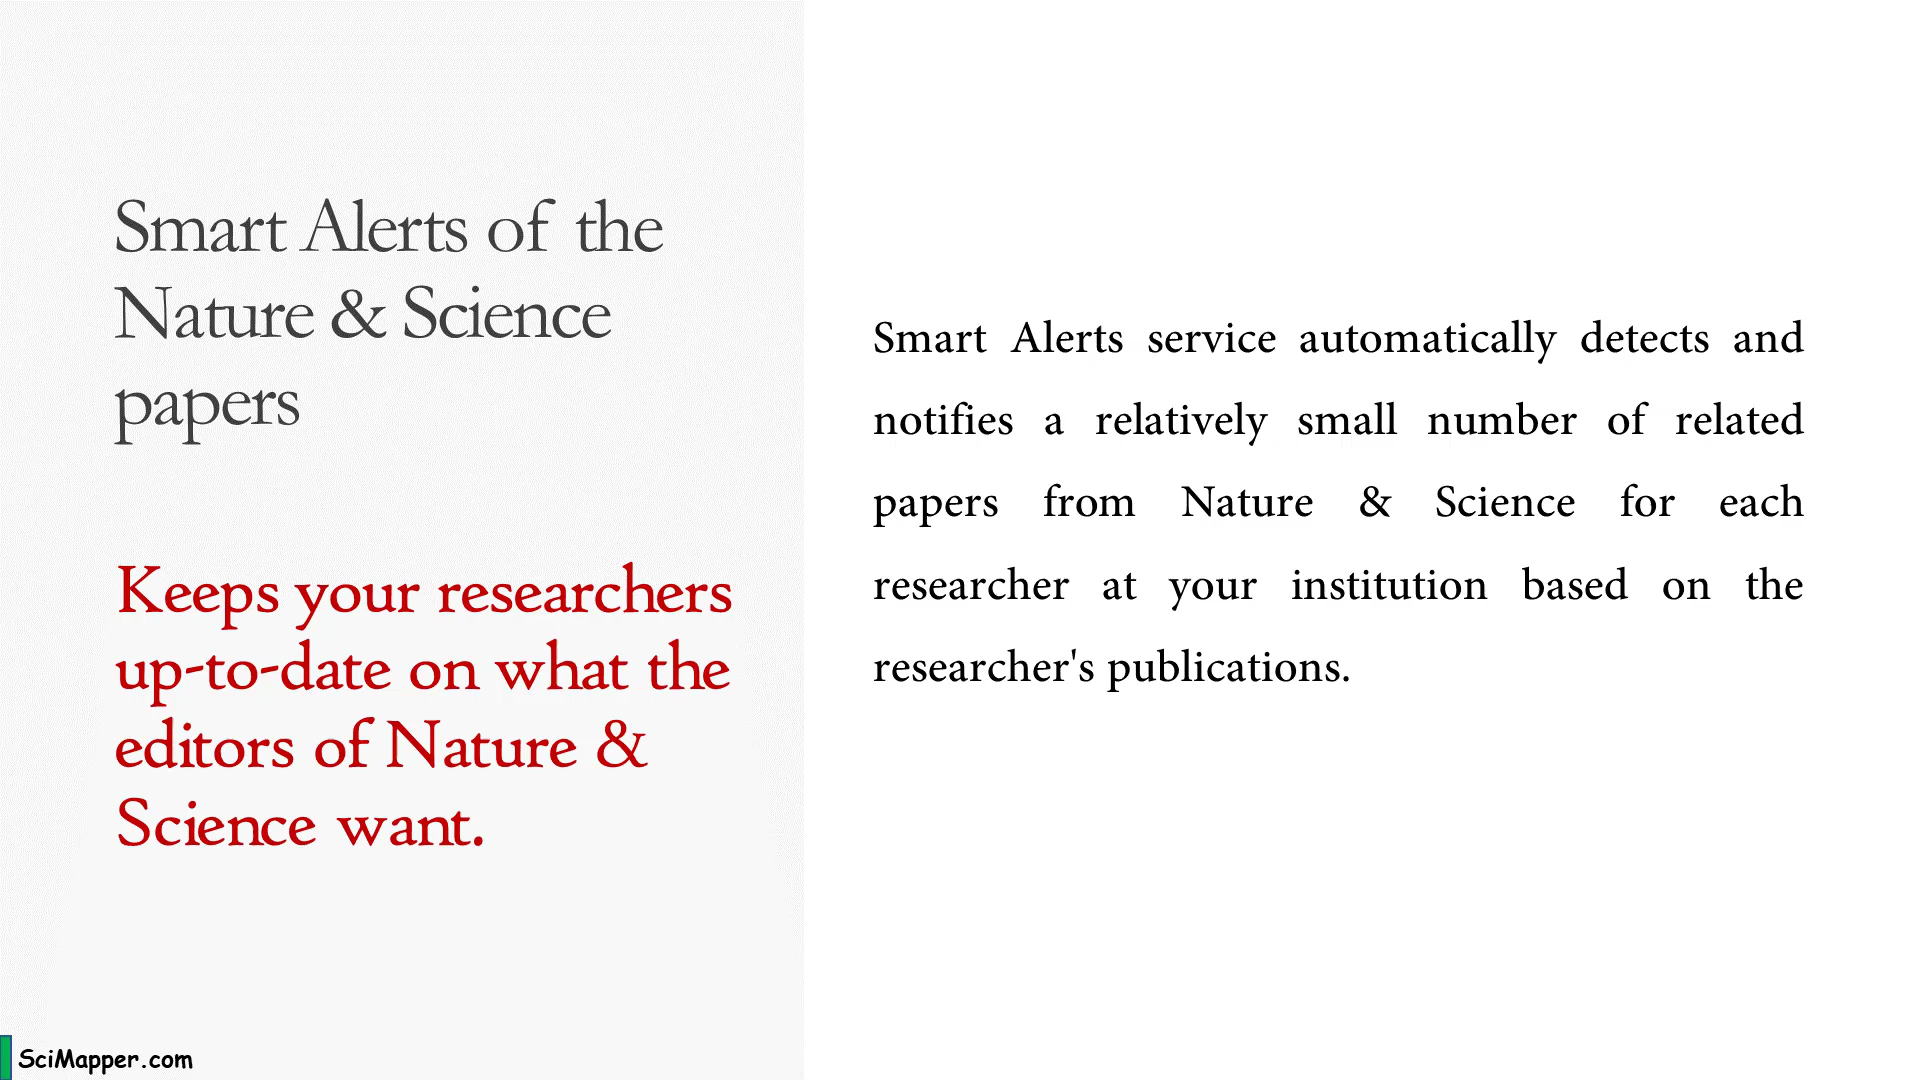 Smart Alerts of the
Nature & Science
papers
Keeps your researchers
up-to-date on what the
editors of Nature &
Science want.
Smart Alerts service automatically detects and
notifies a relatively small number of related
papers from Nature & Science for each
researcher at your institution based on the
researcher's publications.
SciMapper.com